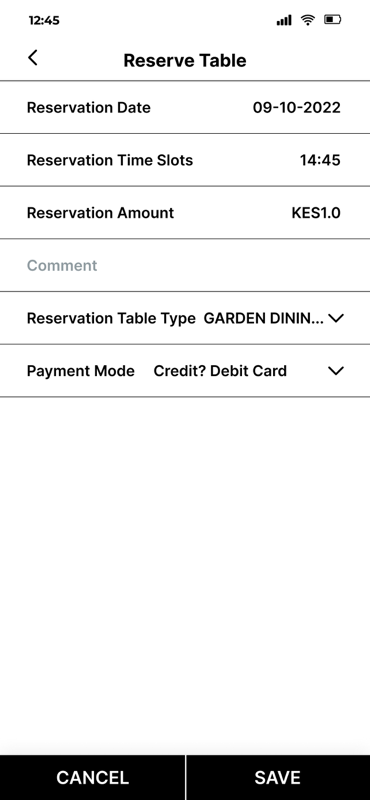 12:45
Reserve Table
Reservation Date 09-10-2022
Reservation Time Slots 14:45
Reservation Amount KES1.0
Comment
Reservation Table Type GARDEN DININ...
Payment Mode Credit? Debit Card
CANCEL SAVE